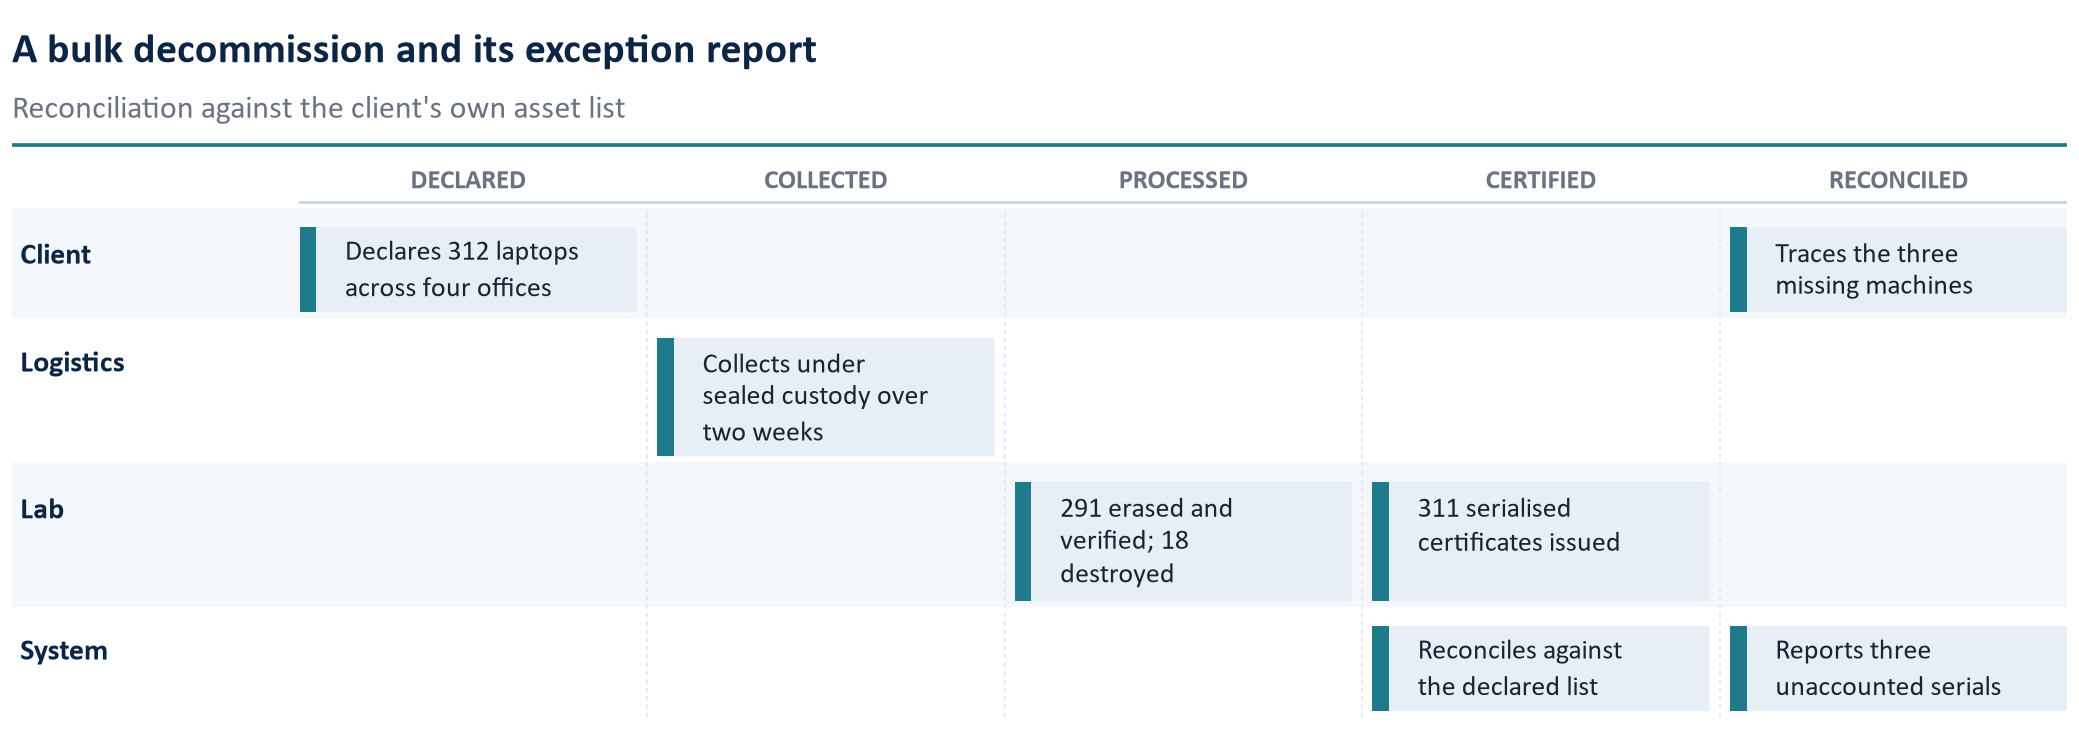 A bulk decommission and its exception report
Reconciliation against the client's own asset list
DECLARED
COLLECTED
PROCESSED
CERTIFIED
RECONCILED
Client
Declares 312 laptops
across four offices
Traces the three
missing machines
Logistics
Collects under
sealed custody over
two weeks
Lab
291 erased and
verified; 18
destroyed
311 serialised
certificates issued
System
Reconciles against
the declared list
Reports three
unaccounted serials